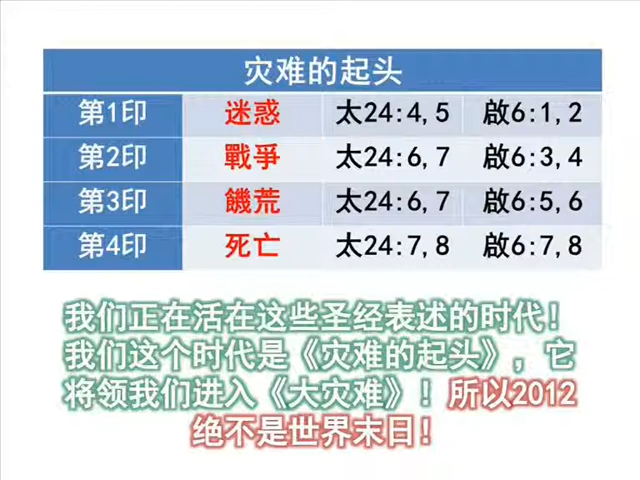 灾难的起头
第1印 迷惑 太24:4,5 啟6:1,2
第2印 戰爭 太24:6,7 啟6:3,4
第3印 饑荒 太24:6,7 啟6:5,6
第4印 死亡 太24:7,8 啟6:7,8
我们正在活在这些圣经表述的时代！
我们这个时代是《灾难的起头》，它
将领我们进入《大灾难》！所以2012
绝不是世界末日！